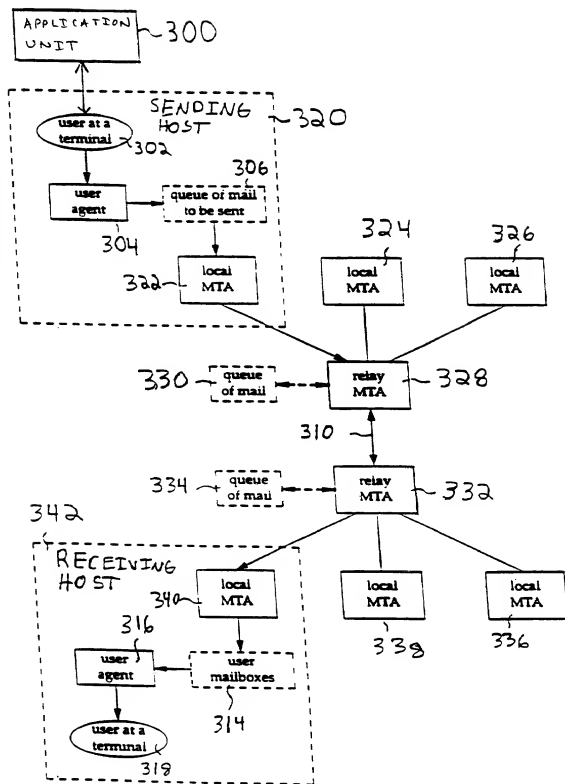 APPLICATION
UNIT
300
SENDING
HOST
320
user at a
terminal
302
306
user
agent
304
queue of mail
to be sent
324
326
322
local
MTA
local
MTA
local
MTA
330
queue
of mail
relay
MTA
328
310
334
queue
of mail
relay
MTA
332
342
RECEIVING
HOST
local
MTA
340
local
MTA
338
local
MTA
336
316
user
agent
user
mailboxes
314
user at a
terminal
318